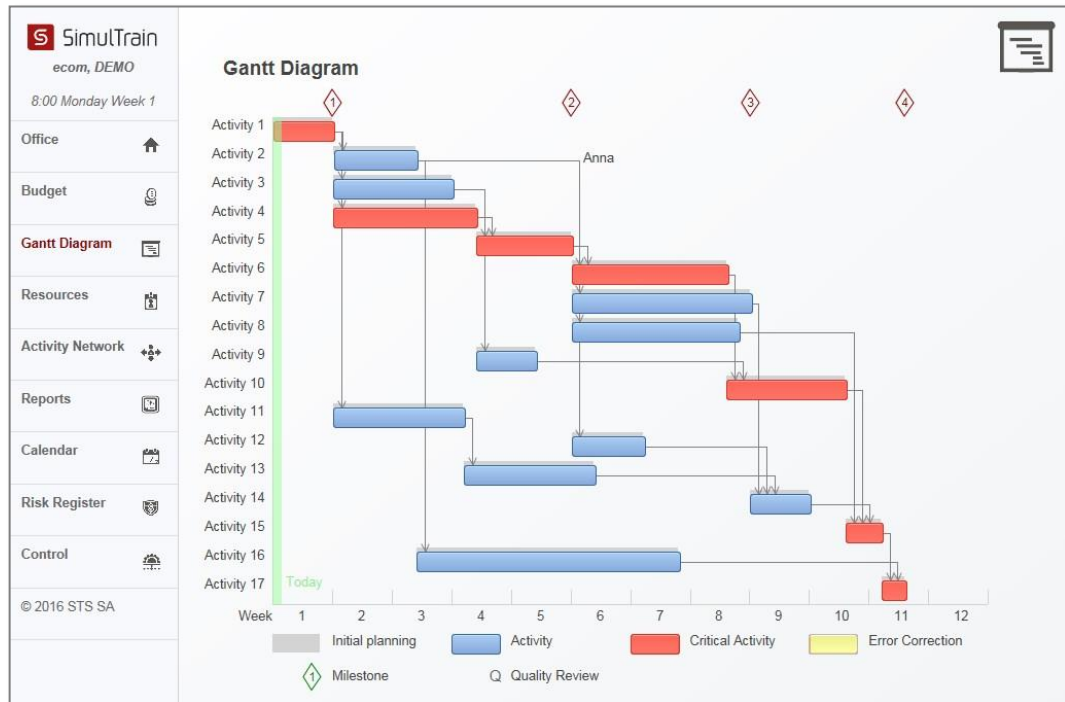 S SimulTrain
ecom, DEMO
8:00 Monday Week 1
Office
Budget
Gantt Diagram
Resources
Activity Network
Reports
Calendar
Risk Register
Control
© 2016 STS SA
Gantt Diagram
1 2 3 4
Activity 1
Activity 2
Anna
Activity 3
Activity 4
Activity 5
Activity 6
Activity 7
Activity 8
Activity 9
Activity 10
Activity 11
Activity 12
Activity 13
Activity 14
Activity 15
Activity 16
Activity 17
Today
Week 1 2 3 4 5 6 7 8 9 10 11 12
Initial planning Activity Critical Activity Error Correction
1 Milestone Q Quality Review